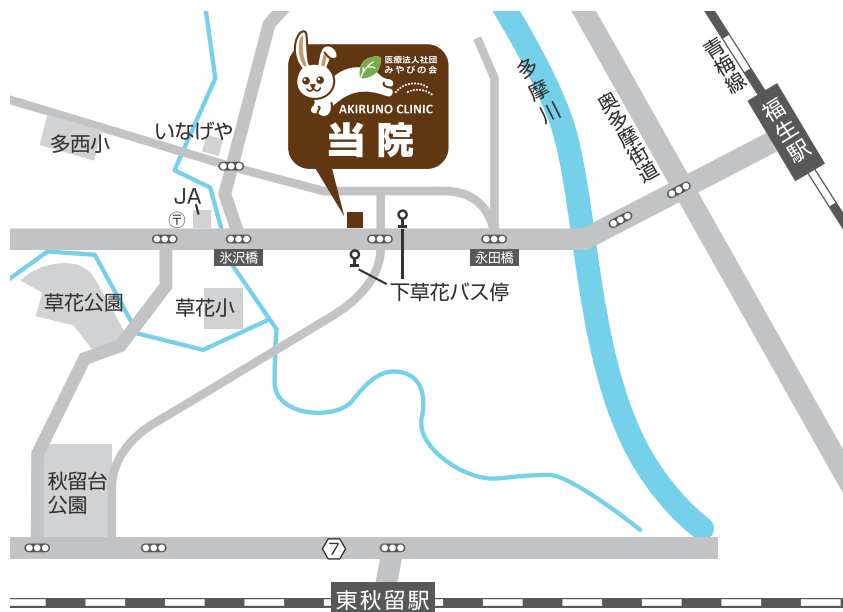 医療法人社団
みやびの会
AKIRUNO CLINIC
当院
多摩川
青梅線
福生駅
奥多摩街道
いなげや
多西小
JA
〒
氷沢橋
永田橋
下草花バス停
草花公園
草花小
秋留台
公園
7
東秋留駅